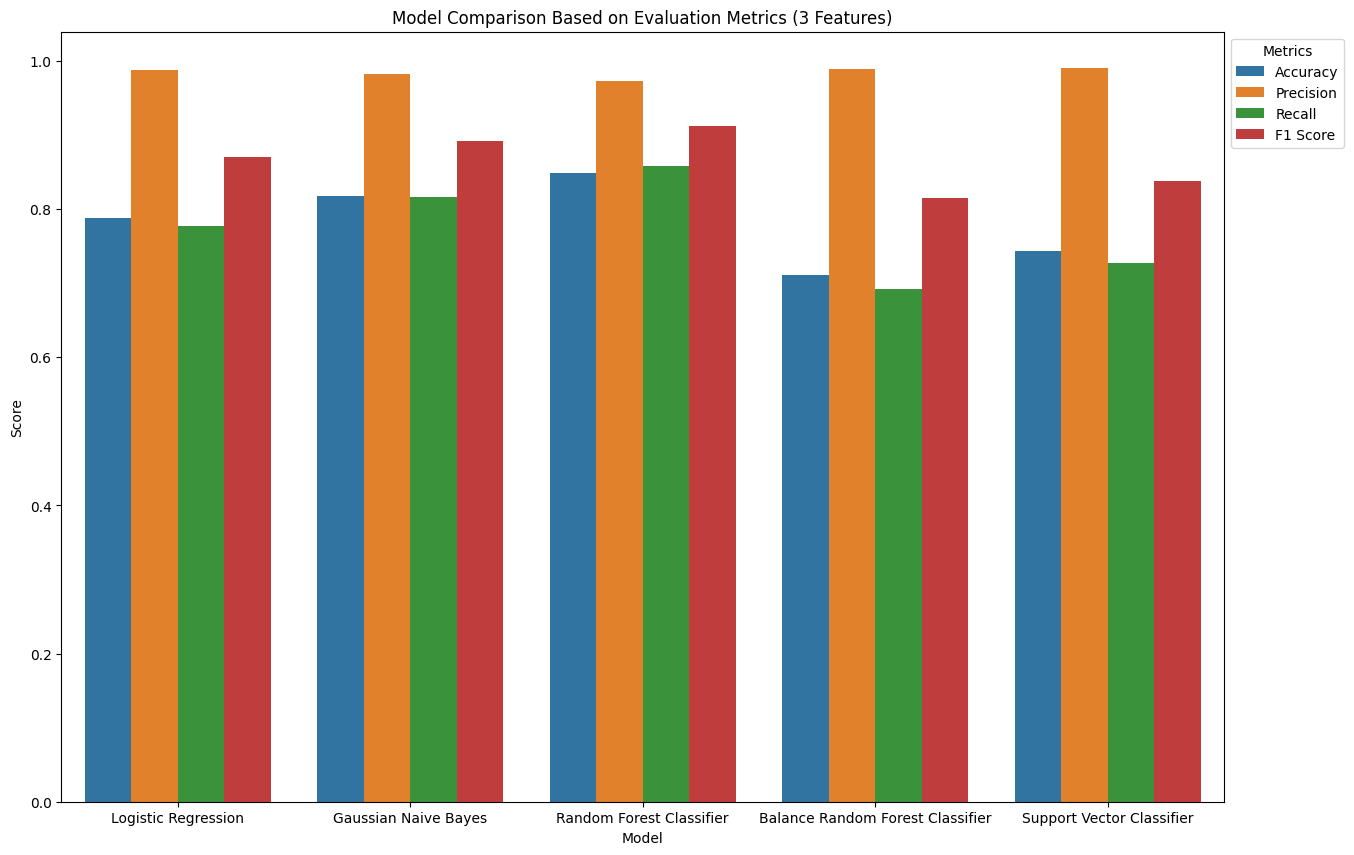 Model Comparison Based on Evaluation Metrics (3 Features)
Metrics
Accuracy
Precision
Recall
F1 Score
1.0
0.8
0.6
0.4
0.2
0.0
Score
Logistic Regression
Gaussian Naive Bayes
Random Forest Classifier
Balance Random Forest Classifier
Support Vector Classifier
Model